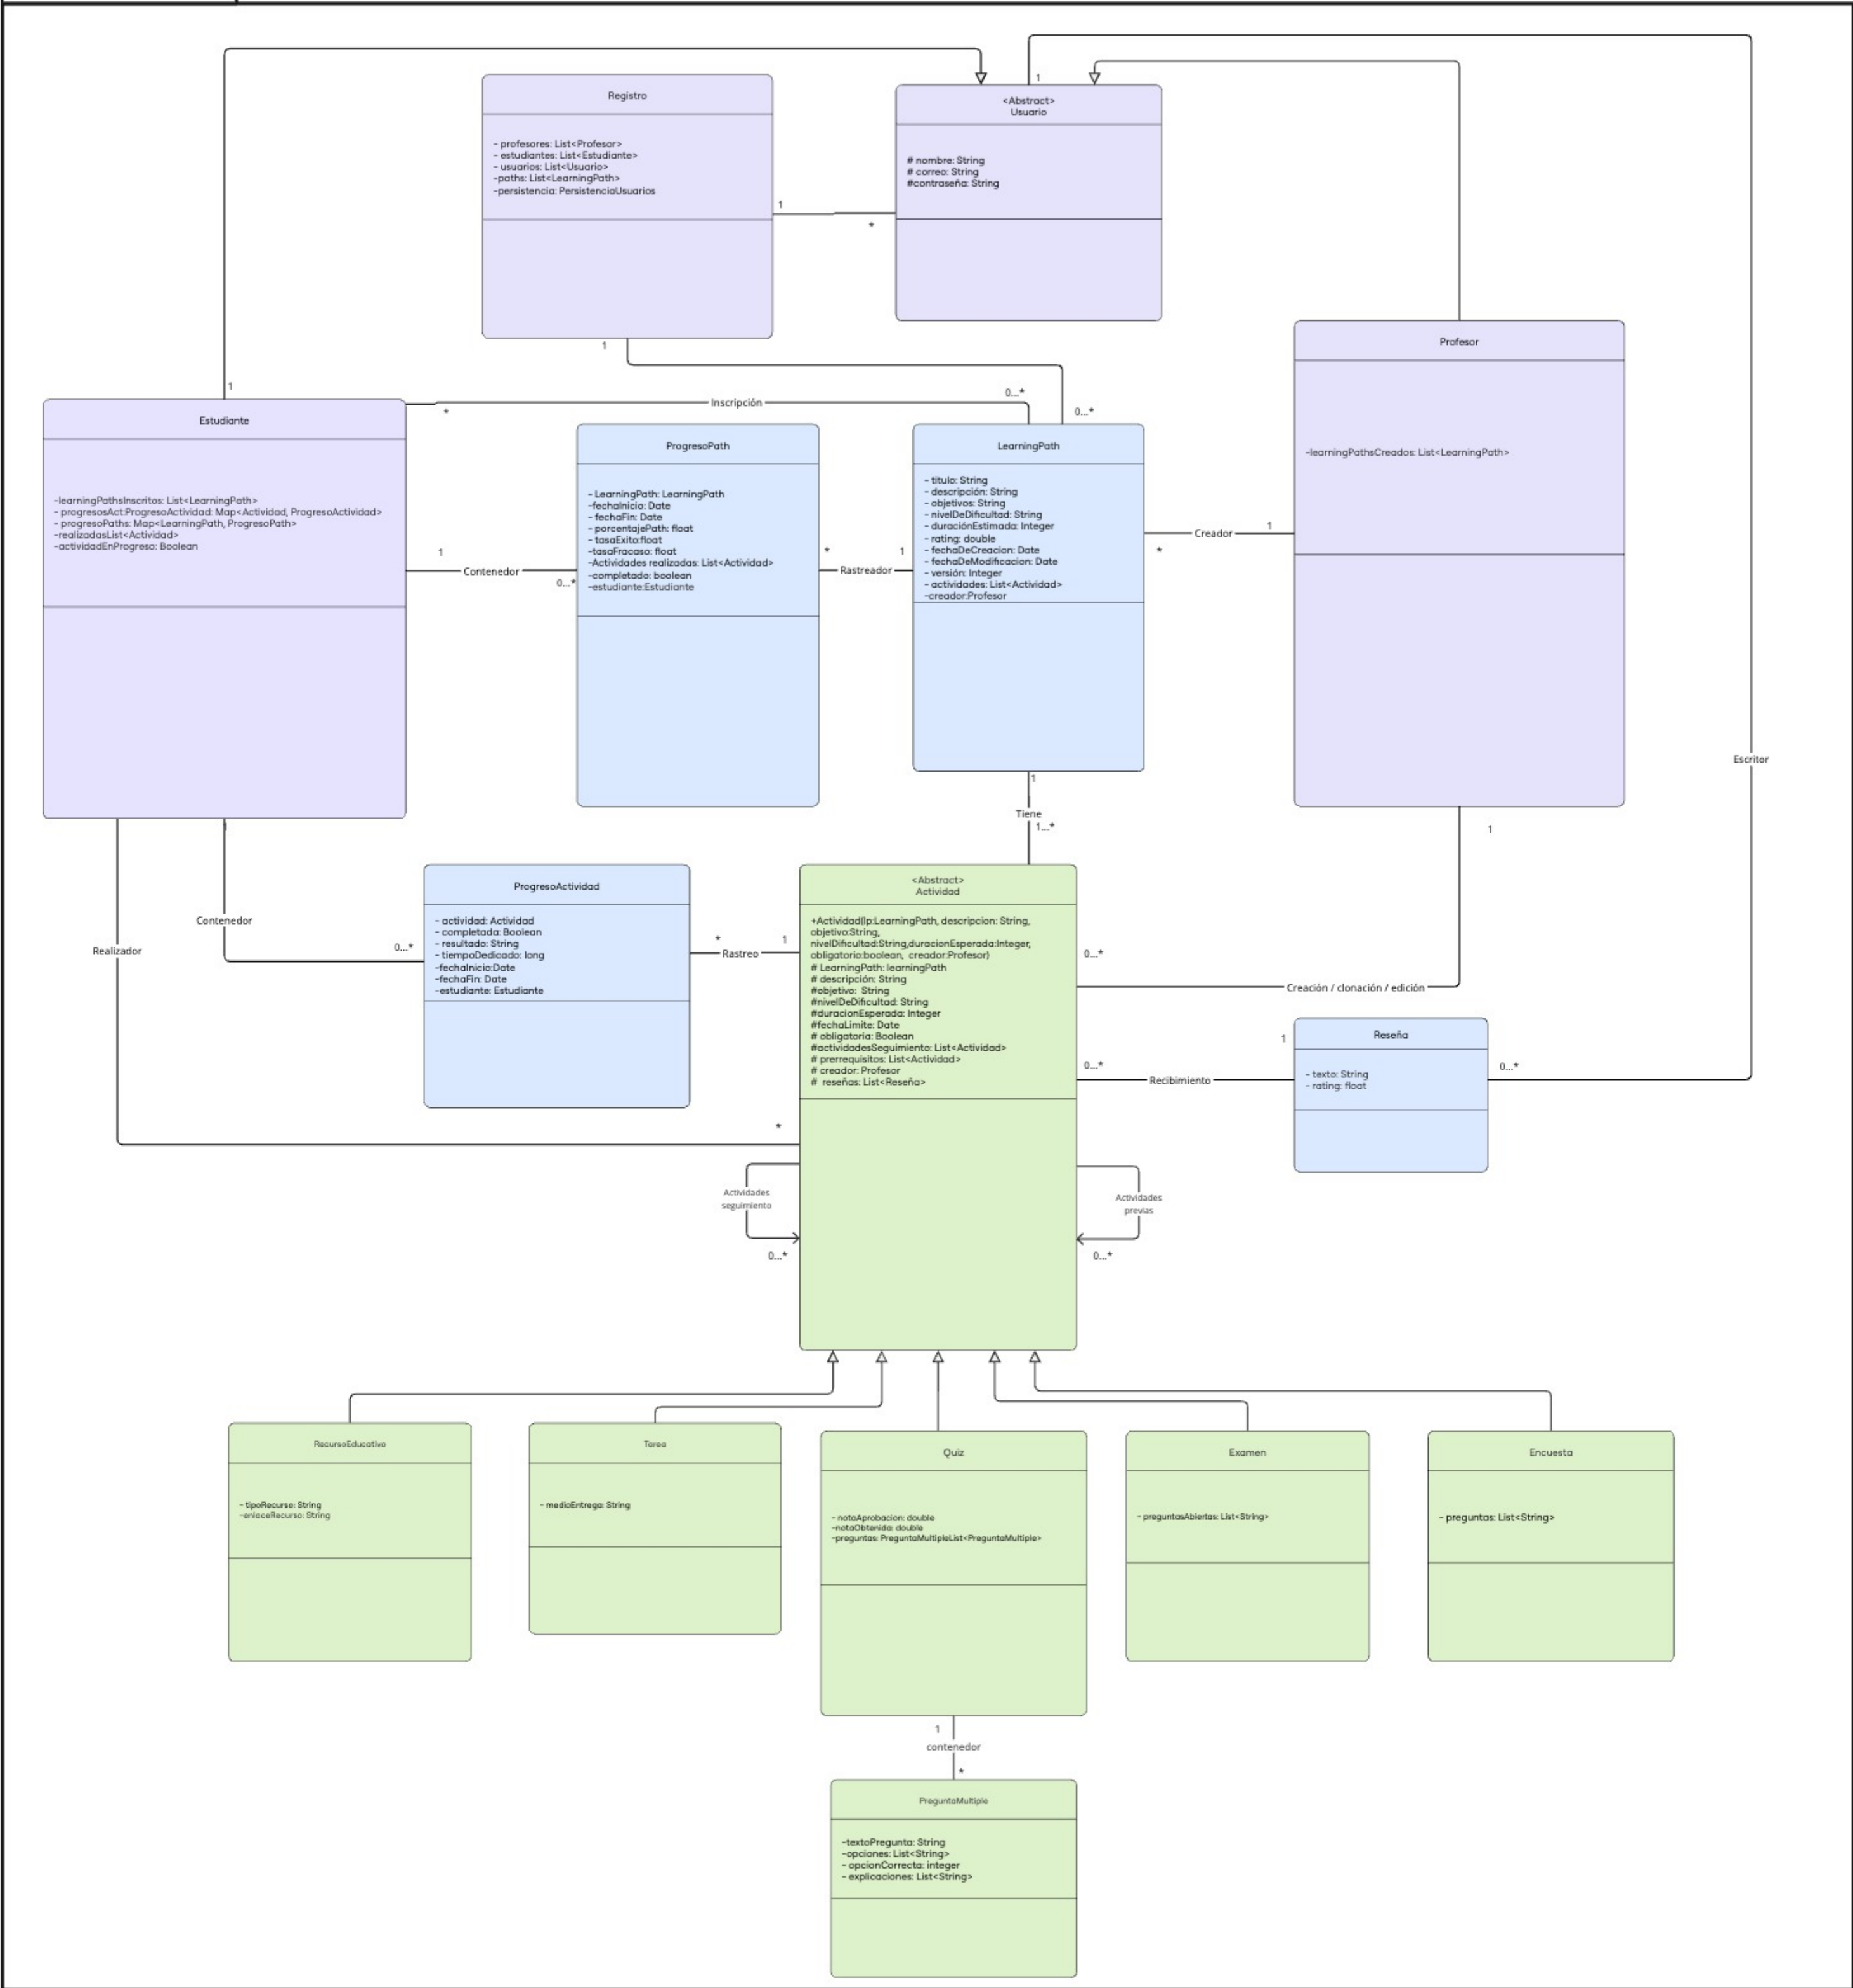 Registro
- profesores: List<Profesor>
- estudiantes: List<Estudiante>
- usuarios: List<Usuario>
-paths: List<LearningPath>
-persistencia: PersistenciaUsuarios
1
*
1
<Abstract>
Usuario
# nombre: String
# correo: String
#contraseña: String
1
Profesor
-learningPathsCreados: List<LearningPath>
1
Estudiante
-learningPathsInscritos: List<LearningPath>
- progresosAct:ProgresoActividad: Map<Actividad, ProgresoActividad>
- progresoPaths: Map<LearningPath, ProgresoPath>
-realizadasList<Actividad>
-actividadEnProgreso: Boolean
*
Inscripción
0...*
0...*
1
Contenedor
0...*
ProgresoPath
- LearningPath: LearningPath
-fechaInicio: Date
- fechaFin: Date
- porcentajePath: float
- tasaExito:float
-tasaFracaso: float
-Actividades realizadas: List<Actividad>
-completado: boolean
-estudiante:Estudiante
*
Rastreador
1
LearningPath
- titulo: String
- descripción: String
- objetivos: String
- nivelDeDificultad: String
- duraciónEstimada: Integer
- rating: double
- fechaDeCreacion: Date
- fechaDeModificacion: Date
- versión: Integer
- actividades: List<Actividad>
-creador:Profesor
*
Creador
1
Escritor
1
Tiene
1...*
1
1
Contenedor
0...*
Realizador
ProgresoActividad
- actividad: Actividad
- completada: Boolean
- resultado: String
- tiempoDedicado: long
-fechaInicio:Date
-fechaFin: Date
-estudiante: Estudiante
*
Rastreo
1
<Abstract>
Actividad
+Actividad(lp:LearningPath, descripcion: String,
objetivo:String,
nivelDificultad:String,duracionEsperada:Integer,
obligatorio:boolean,  creador:Profesor)
# LearningPath: learningPath
# descripción: String
#objetivo:  String
#nivelDeDificultad: String
#duracionEsperada: Integer
#fechaLimite: Date
# obligatoria: Boolean
#actividadesSeguimiento: List<Actividad>
# prerrequisitos: List<Actividad>
# creador: Profesor
#  reseñas: List<Reseña>
0...*
Creación / clonación / edición
0...*
Recibimiento
1
Reseña
- texto: String
- rating: float
0...*
*
Actividades
seguimiento
0...*
Actividades
previas
0...*
RecursoEducativo
- tipoRecurso: String
-enlaceRecurso: String
Tarea
- medioEntrega: String
Quiz
- notaAprobacion: double
-notaObtenida: double
-preguntas: PreguntaMultipleList<PreguntaMultiple>
Examen
- preguntasAbiertas: List<String>
Encuesta
- preguntas: List<String>
1
contenedor
*
PreguntaMultiple
-textoPregunta: String
-opciones: List<String>
- opcionCorrecta: integer
- explicaciones: List<String>